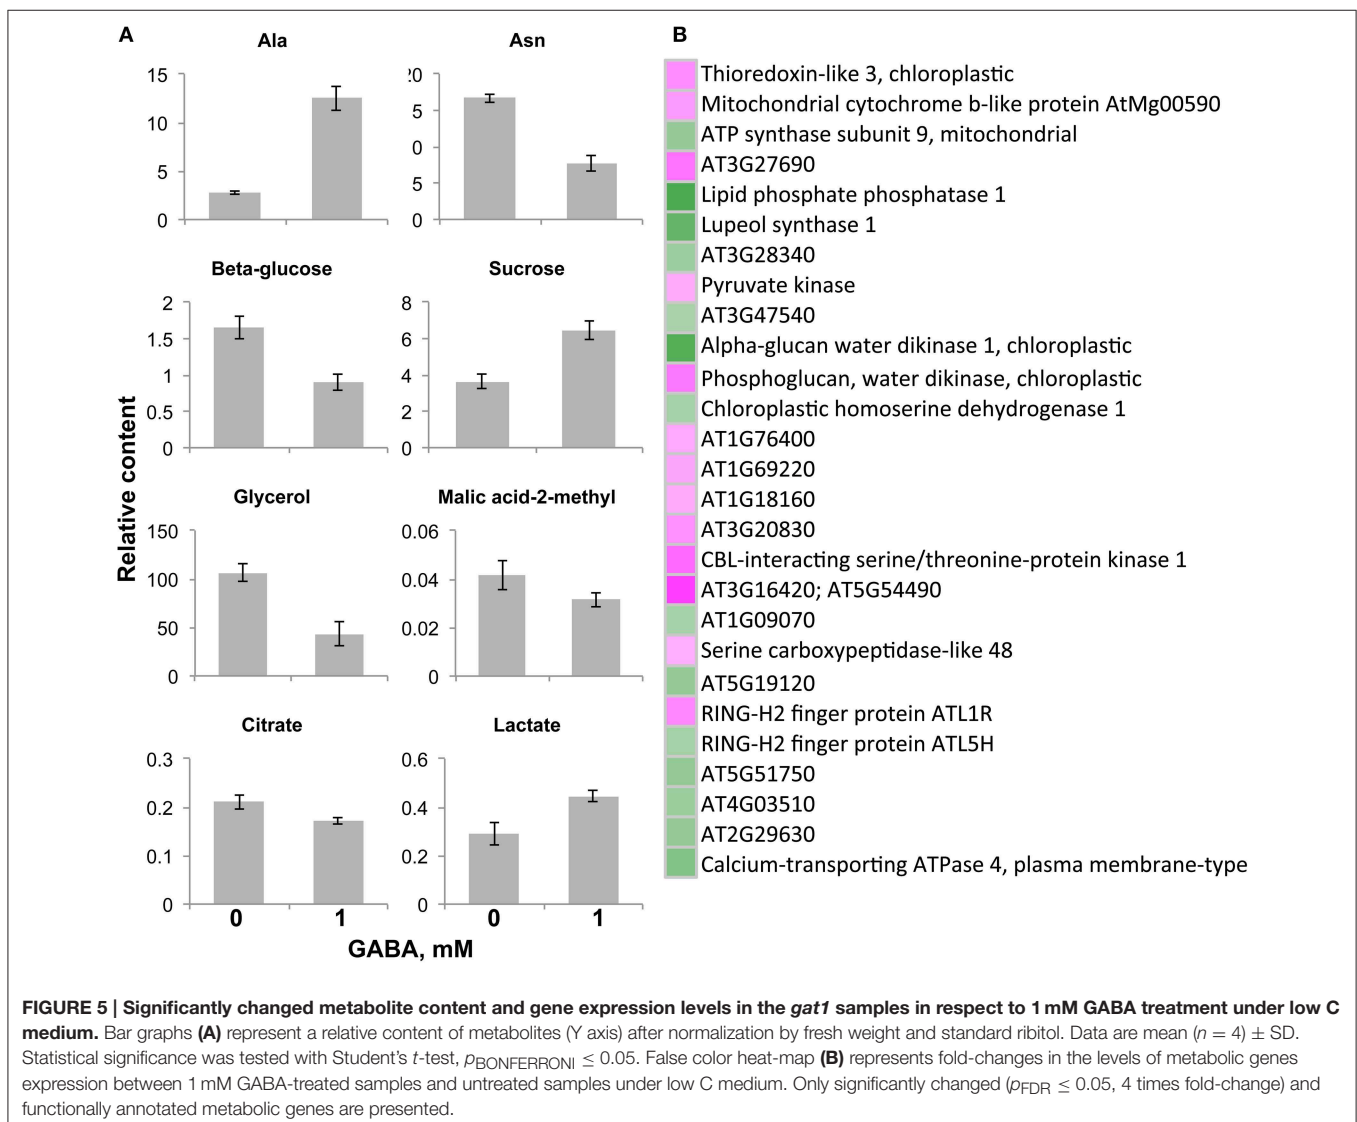 A
B
Ala
15
10
5
0
Asn
20
5
0
5
0
Beta-glucose
2
1.5
1
0.5
0
Sucrose
8
6
4
2
0
Relative content
Glycerol
150
100
50
0
Malic acid-2-methyl
0.06
0.04
0.02
0
Citrate
0.3
0.2
0.1
0
Lactate
0.6
0.4
0.2
0
0 1
0 1
GABA, mM
Thioredoxin-like 3, chloroplastic
Mitochondrial cytochrome b-like protein AtMg00590
ATP synthase subunit 9, mitochondrial
AT3G27690
Lipid phosphate phosphatase 1
Lupeol synthase 1
AT3G28340
Pyruvate kinase
AT3G47540
Alpha-glucan water dikinase 1, chloroplastic
Phosphoglucan, water dikinase, chloroplastic
Chloroplastic homoserine dehydrogenase 1
AT1G76400
AT1G69220
AT1G18160
AT3G20830
CBL-interacting serine/threonine-protein kinase 1
AT3G16420; AT5G54490
AT1G09070
Serine carboxypeptidase-like 48
AT5G19120
RING-H2 finger protein ATL1R
RING-H2 finger protein ATL5H
AT5G51750
AT4G03510
AT2G29630
Calcium-transporting ATPase 4, plasma membrane-type
FIGURE 5 | Significantly changed metabolite content and gene expression levels in the gat1 samples in respect to 1 mM GABA treatment under low C
medium. Bar graphs (A) represent a relative content of metabolites (Y axis) after normalization by fresh weight and standard ribitol. Data are mean (n = 4) ± SD.
Statistical significance was tested with Student's t-test, pBONFERRONI ≤ 0.05. False color heat-map (B) represents fold-changes in the levels of metabolic genes
expression between 1 mM GABA-treated samples and untreated samples under low C medium. Only significantly changed (pFDR ≤ 0.05, 4 times fold-change) and
functionally annotated metabolic genes are presented.